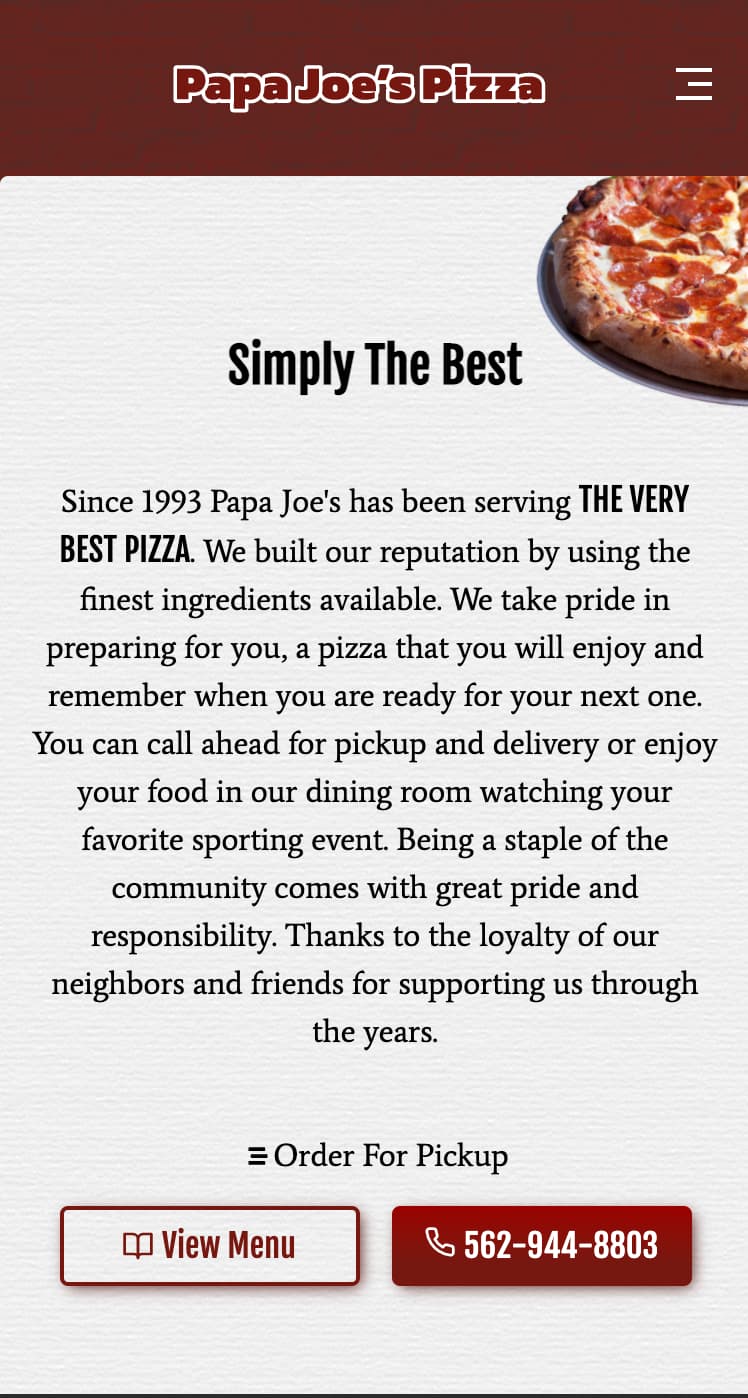 Papa Joe's Pizza
Simply The Best
Since 1993 Papa Joe's has been serving THE VERY
BEST PIZZA. We built our reputation by using the
finest ingredients available. We take pride in
preparing for you, a pizza that you will enjoy and
remember when you are ready for your next one.
You can call ahead for pickup and delivery or enjoy
your food in our dining room watching your
favorite sporting event. Being a staple of the
community comes with great pride and
responsibility. Thanks to the loyalty of our
neighbors and friends for supporting us through
the years.
Order For Pickup
View Menu
562-944-8803